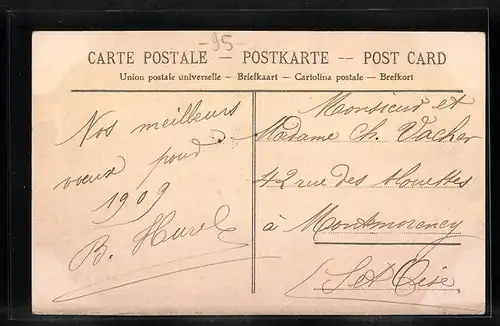 -95-
CARTE POSTALE -- POSTKARTE -- POST CARD
Union postale universelle - Briefkaart - Cartolina postale - Brefkort
Nos meilleurs
voeux pour
1909
B. Hurel
Monsieur et
Madame Ch. Vacher
42 rue des Alouettes
à Montmorency
Set Oise